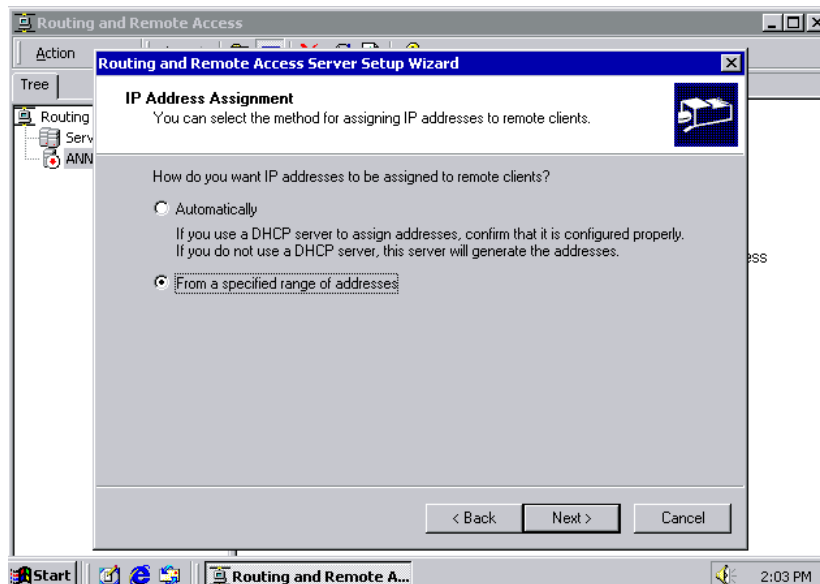 Routing and Remote Access
Action
Routing and Remote Access Server Setup Wizard
Tree
IP Address Assignment
You can select the method for assigning IP addresses to remote clients.
Routing
Serv
ANN
How do you want IP addresses to be assigned to remote clients?
Automatically
If you use a DHCP server to assign addresses, confirm that it is configured properly.
If you do not use a DHCP server, this server will generate the addresses.
ess
From a specified range of addresses
< Back Next > Cancel
Start Routing and Remote A... 2:03 PM